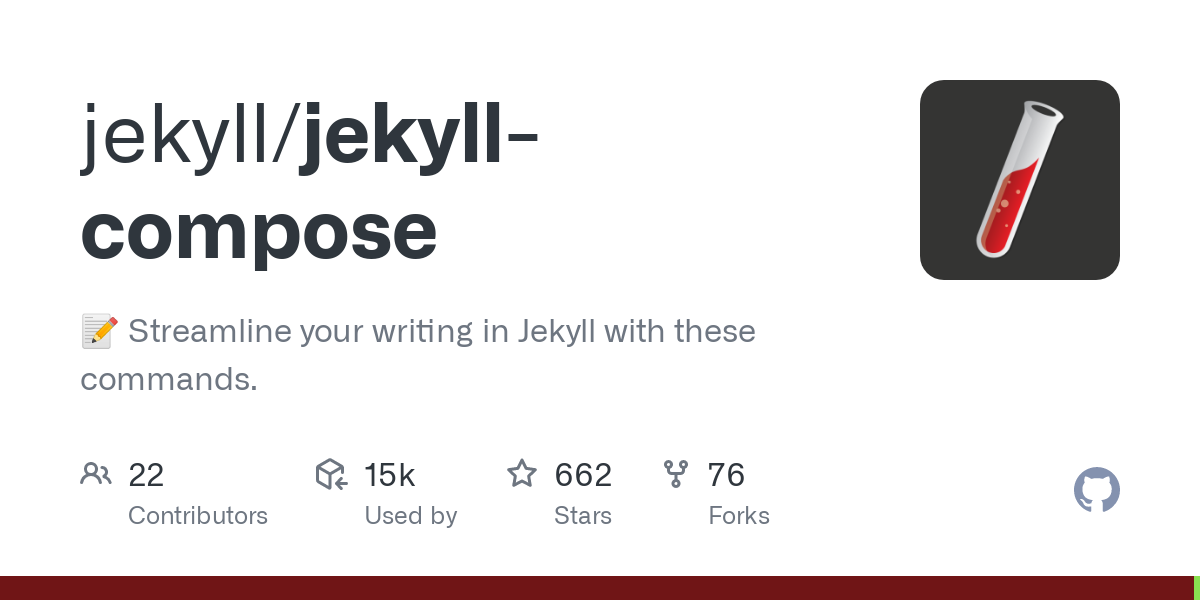 jekyll/jekyll-
compose
📝 Streamline your writing in Jekyll with these
commands.
22 15k 662 76
Contributors Used by Stars Forks